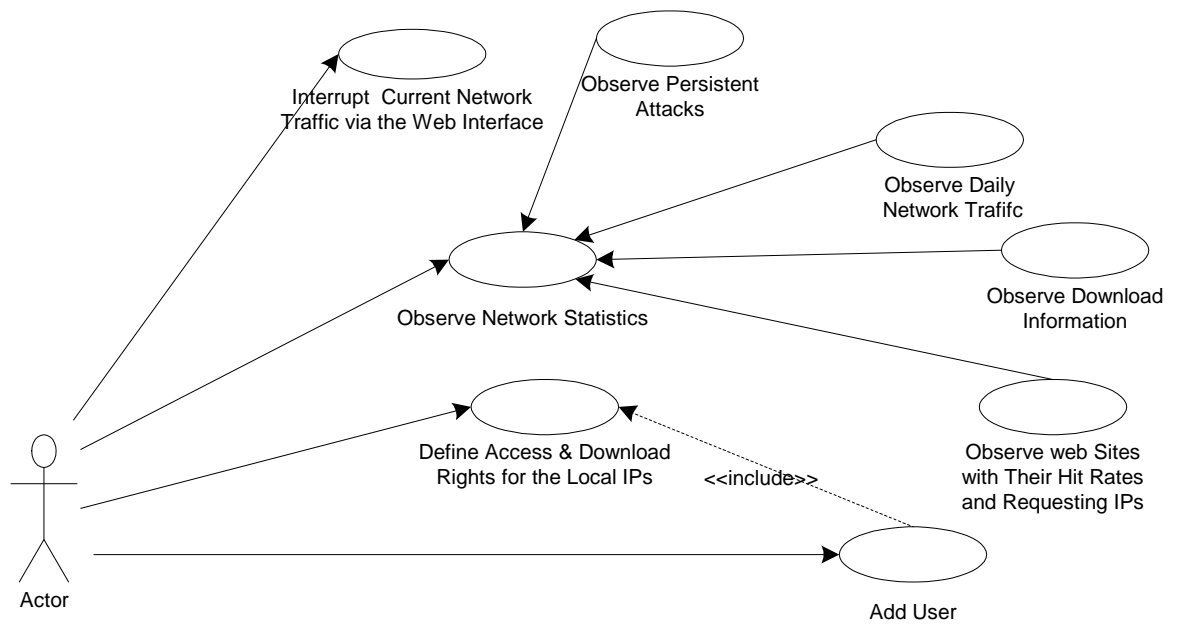 Interrupt Current Network
Traffic via the Web Interface
Observe Persistent
Attacks
Observe Daily
Network Trafifc
Observe Download
Information
Observe Network Statistics
Define Access & Download
Rights for the Local IPs
<<include>>
Observe web Sites
with Their Hit Rates
and Requesting IPs
Actor
Add User